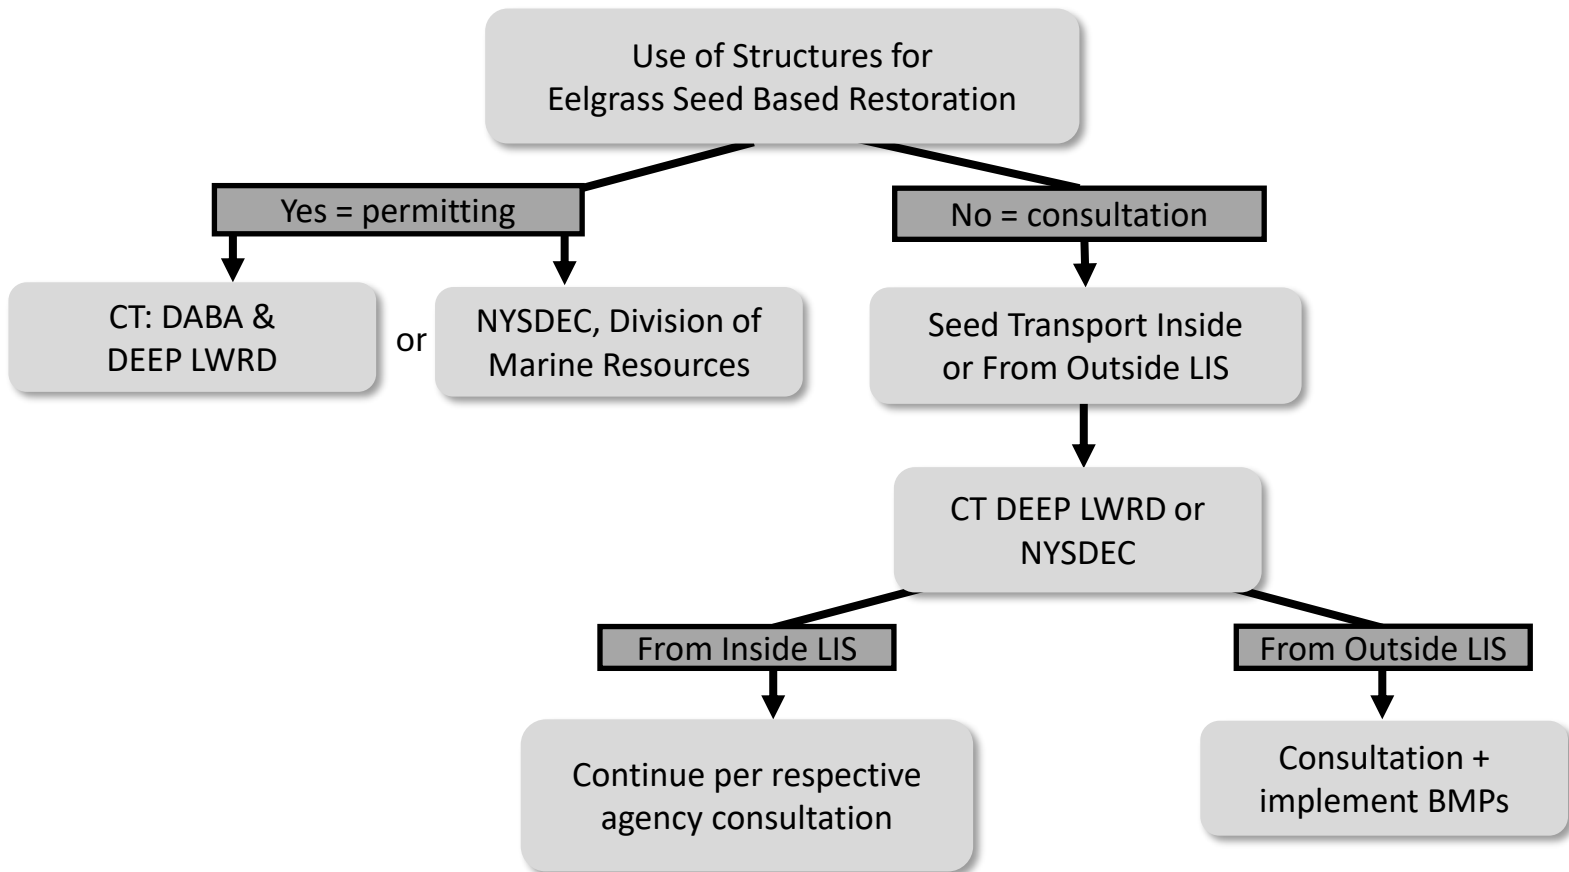 Use of Structures for
Eelgrass Seed Based Restoration
Yes = permitting
No = consultation
CT: DABA &
DEEP LWRD
or
NYSDEC, Division of
Marine Resources
Seed Transport Inside
or From Outside LIS
CT DEEP LWRD or
NYSDEC
From Inside LIS
From Outside LIS
Continue per respective
agency consultation
Consultation +
implement BMPs